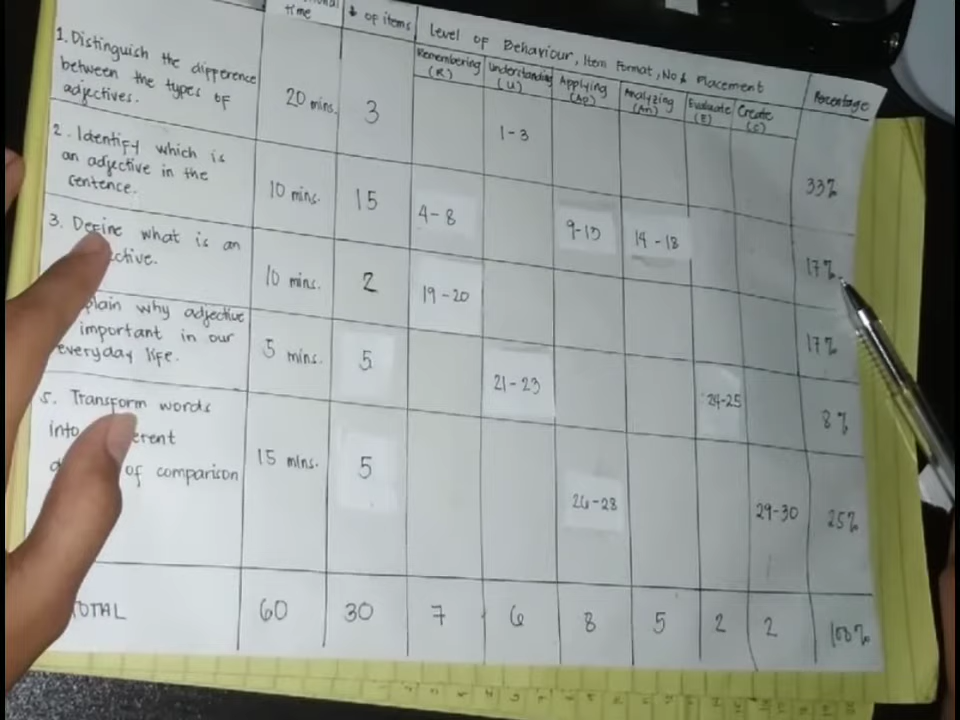 time
# of items
Level of Behaviour, Item Format, No & Placement
Percentage
Remembering
(R)
Understanding
(U)
Applying
(Ap)
Analyzing
(An)
Evaluate
(E)
Create
(C)
1. Distinguish the difference
between the types of
adjectives.
20 mins.
3
1-3
33%
2. Identify which is
an adjective in the
sentence.
10 mins.
15
4-8
9-13
14-18
17%
3. Define what is an
10 mins.
2
19-20
17%
why adjective
important in our
everyday life.
5 mins.
5
21-23
24-25
8%
5. Transform words
into
of comparison
15 mins.
5
26-28
29-30
25%
TOTAL
60
30
7
6
8
5
2
2
100%